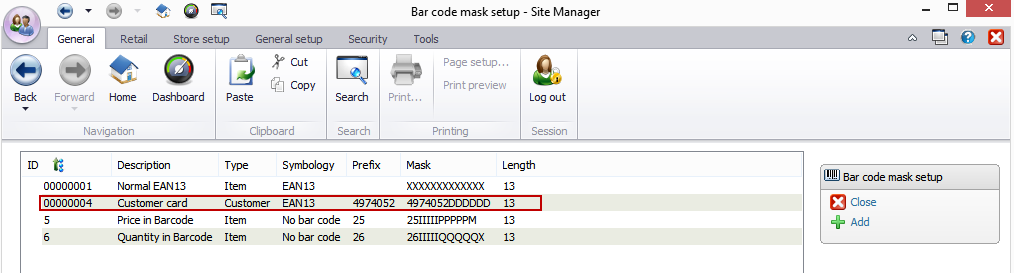 Bar code mask setup - Site Manager
General Retail Store setup General setup Security Tools
Back Forward Home Dashboard Paste Cut Copy Search Print... Page setup... Print preview Log out
Navigation Clipboard Search Printing Session
ID Description Type Symbology Prefix Mask Length
00000001 Normal EAN13 Item EAN13 XXXXXXXXXXXXX 13
00000004 Customer card Customer EAN13 4974052 4974052DDDDDD 13
5 Price in Barcode Item No bar code 25 25IIIIIPPPPPM 13
6 Quantity in Barcode Item No bar code 26 26IIIIIQQQQQX 13
Bar code mask setup
Close
Add